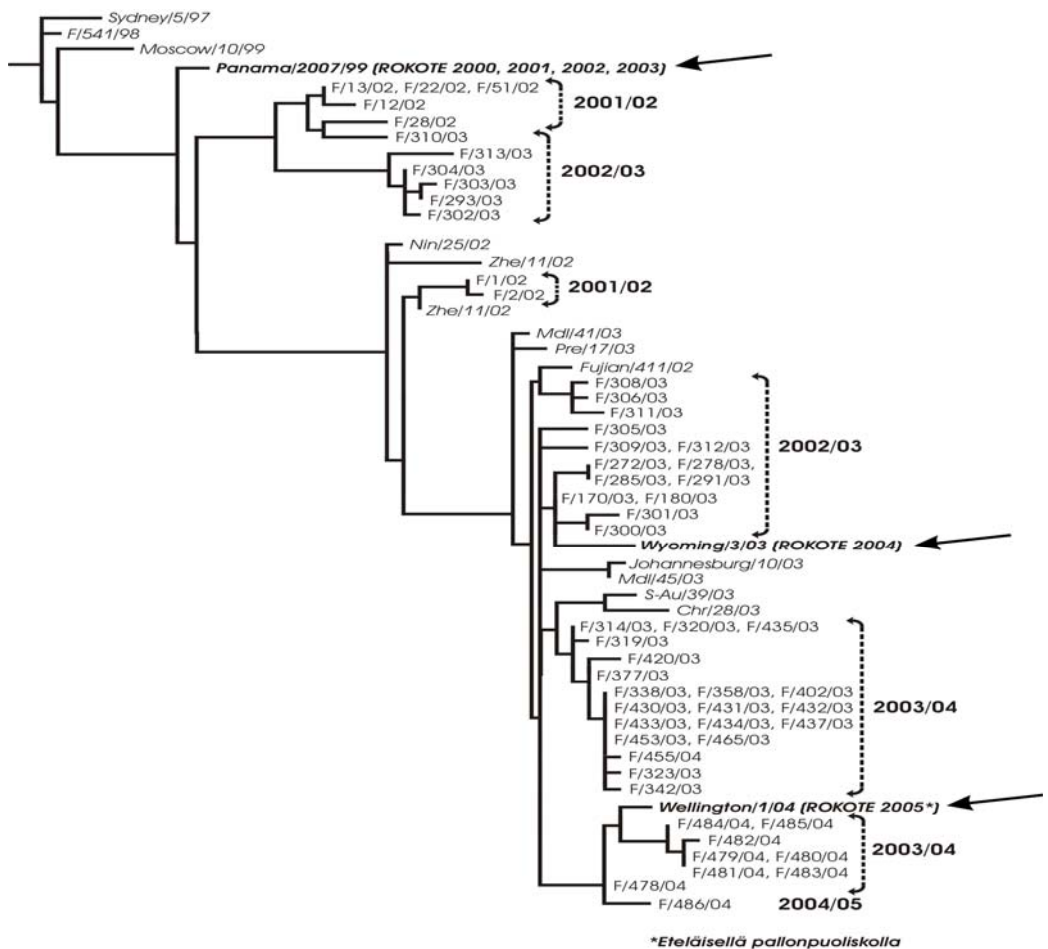 Sydney/5/97
F/541/98
Moscow/10/99
Panama/2007/99 (ROKOTE 2000, 2001, 2002, 2003)
F/13/02, F/22/02, F/51/02
2001/02
F/12/02
F/28/02
F/310/03
F/313/03
F/304/03
2002/03
F/303/03
F/293/03
F/302/03
Nin/25/02
Zhe/11/02
F/1/02
2001/02
F/2/02
Zhe/11/02
Mdl/41/03
Pre/17/03
Fujian/411/02
F/308/03
F/306/03
F/311/03
F/305/03
2002/03
F/309/03, F/312/03
F/272/03, F/278/03,
F/285/03, F/291/03
F/170/03, F/180/03
F/301/03
F/300/03
Wyoming/3/03 (ROKOTE 2004)
Johannesburg/10/03
Mdl/45/03
S-Au/39/03
Chr/28/03
F/314/03, F/320/03, F/435/03
F/319/03
F/420/03
F/377/03
F/338/03, F/358/03, F/402/03
F/430/03, F/431/03, F/432/03
2003/04
F/433/03, F/434/03, F/437/03
F/453/03, F/465/03
F/455/04
F/323/03
F/342/03
Wellington/1/04 (ROKOTE 2005*)
F/484/04, F/485/04
F/482/04
2003/04
F/479/04, F/480/04
F/481/04, F/483/04
F/478/04
F/486/04
2004/05
*Eteläisellä pallonpuoliskolla